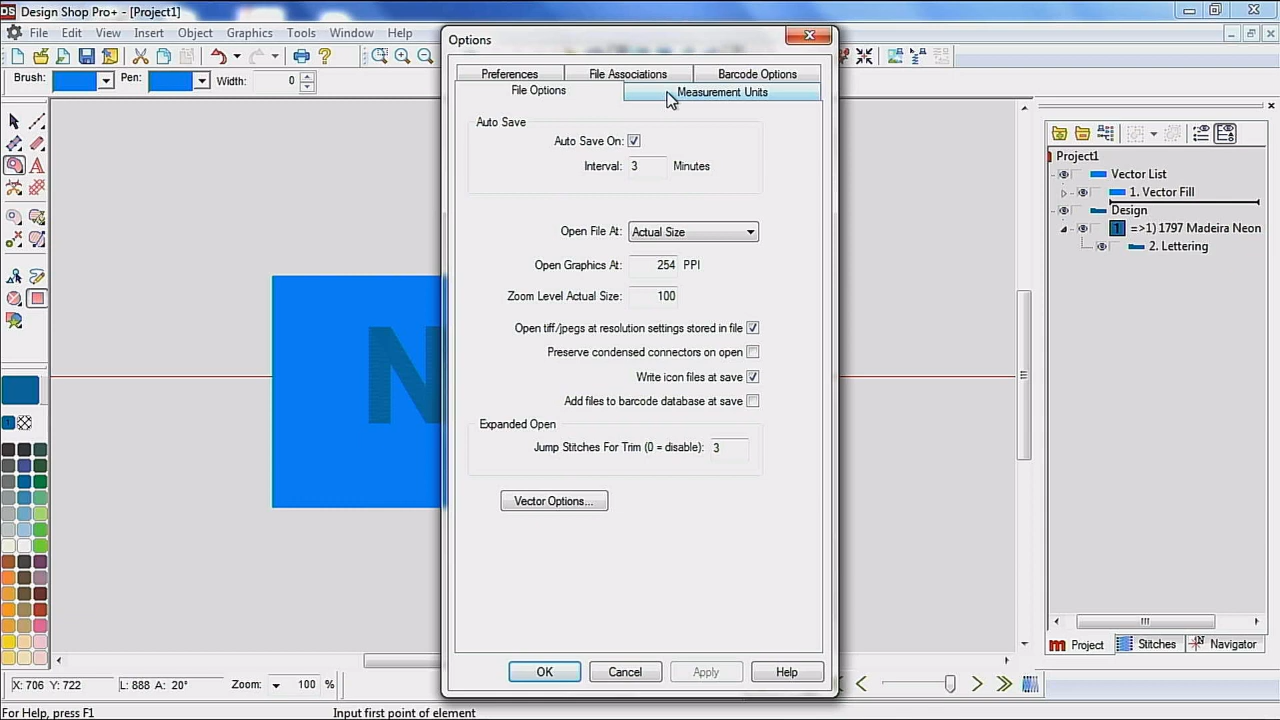 DS Design Shop Pro+ - [Project1]
File Edit View Insert Object Graphics Tools Window Help
Brush: Pen: Width: 0
Options
Preferences File Associations Barcode Options
File Options Measurement Units
Auto Save
Auto Save On:
Interval: 3 Minutes
Open File At: Actual Size
Open Graphics At: 254 PPI
Zoom Level Actual Size: 100
Open tiff/jpegs at resolution settings stored in file
Preserve condensed connectors on open
Write icon files at save
Add files to barcode database at save
Expanded Open
Jump Stitches For Trim (0 = disable): 3
Vector Options...
OK Cancel Apply Help
N
Project1
Vector List
1. Vector Fill
Design
1 =>1) 1797 Madeira Neon
2. Lettering
Project Stitches Navigator
X: 706 Y: 722 L: 888 A: 20° Zoom: 100 %
For Help, press F1 Input first point of element